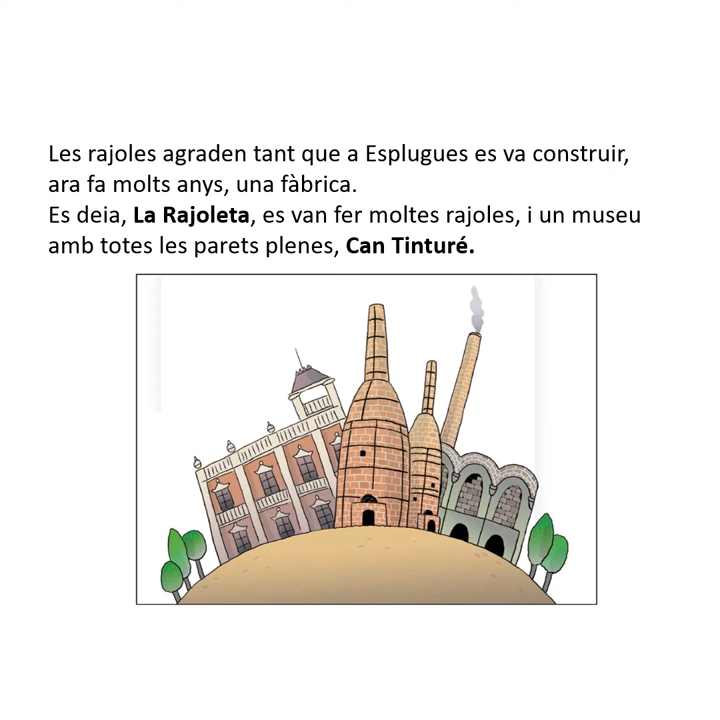 Les rajoles agraden tant que a Esplugues es va construir,
ara fa molts anys, una fàbrica.
Es deia, La Rajoleta, es van fer moltes rajoles, i un museu
amb totes les parets plenes, Can Tinturé.